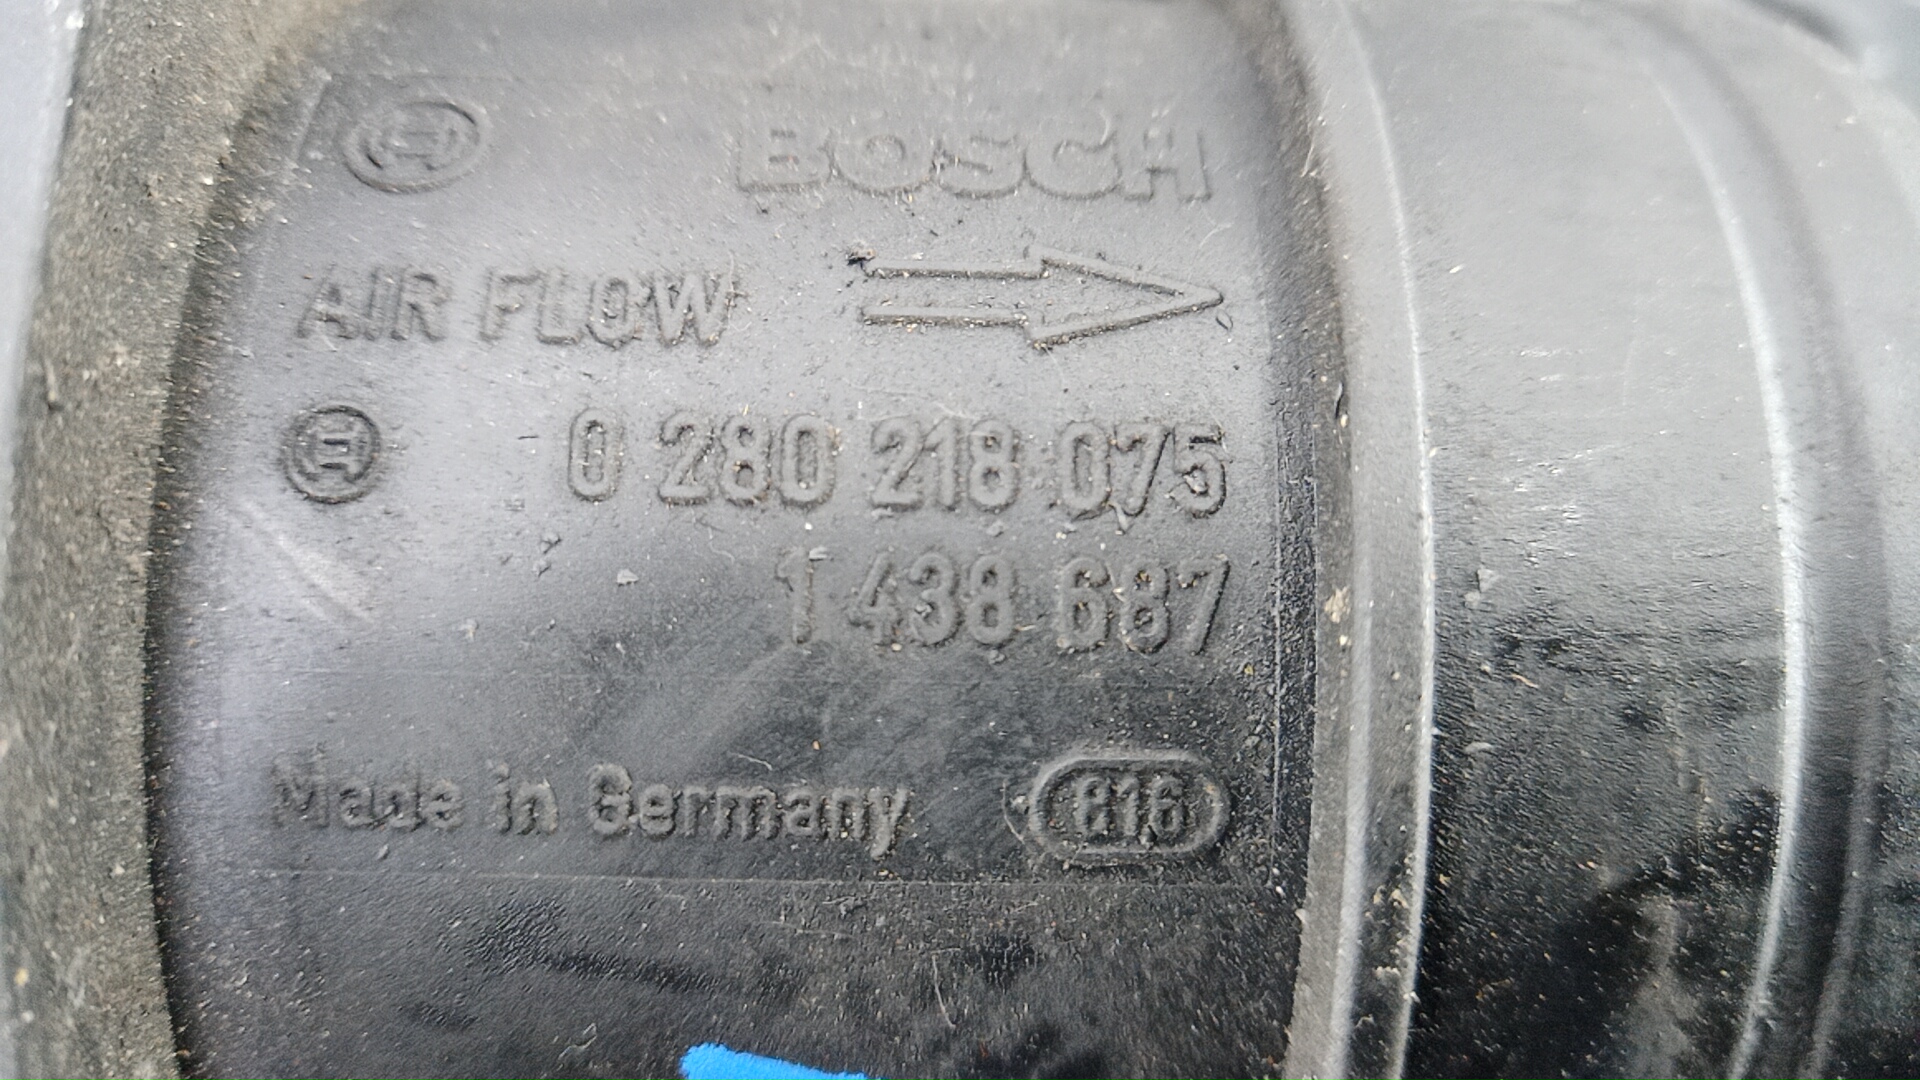 BOSCH
AIR FLOW
0 280 218 075
1 438 687
Made in Germany 816